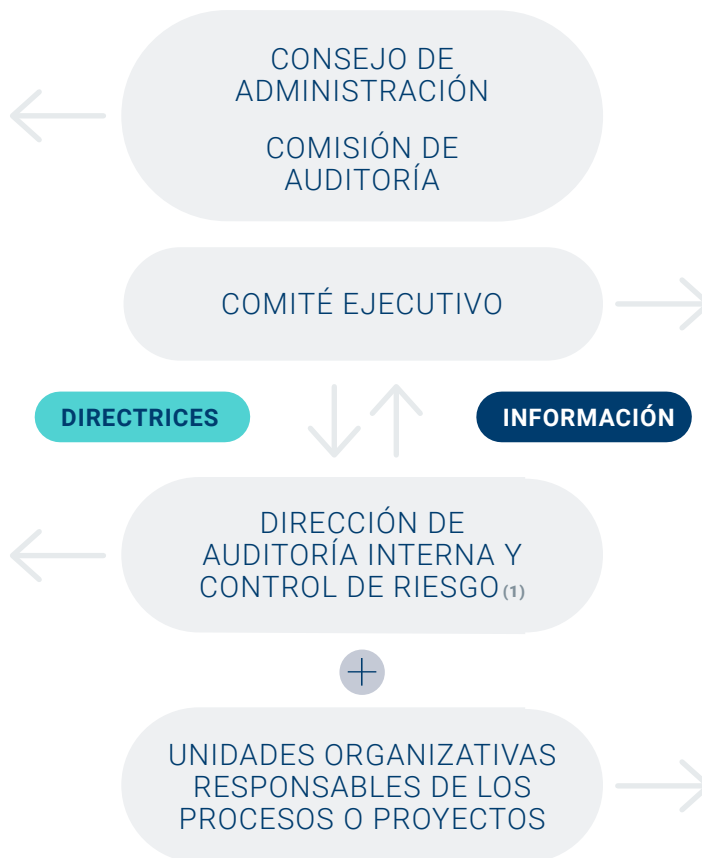 CONSEJO DE
ADMINISTRACIÓN
COMISIÓN DE
AUDITORÍA
COMITÉ EJECUTIVO
DIRECTRICES
INFORMACIÓN
DIRECCIÓN DE
AUDITORÍA INTERNA Y
CONTROL DE RIESGO (1)
UNIDADES ORGANIZATIVAS
RESPONSABLES DE LOS
PROCESOS O PROYECTOS